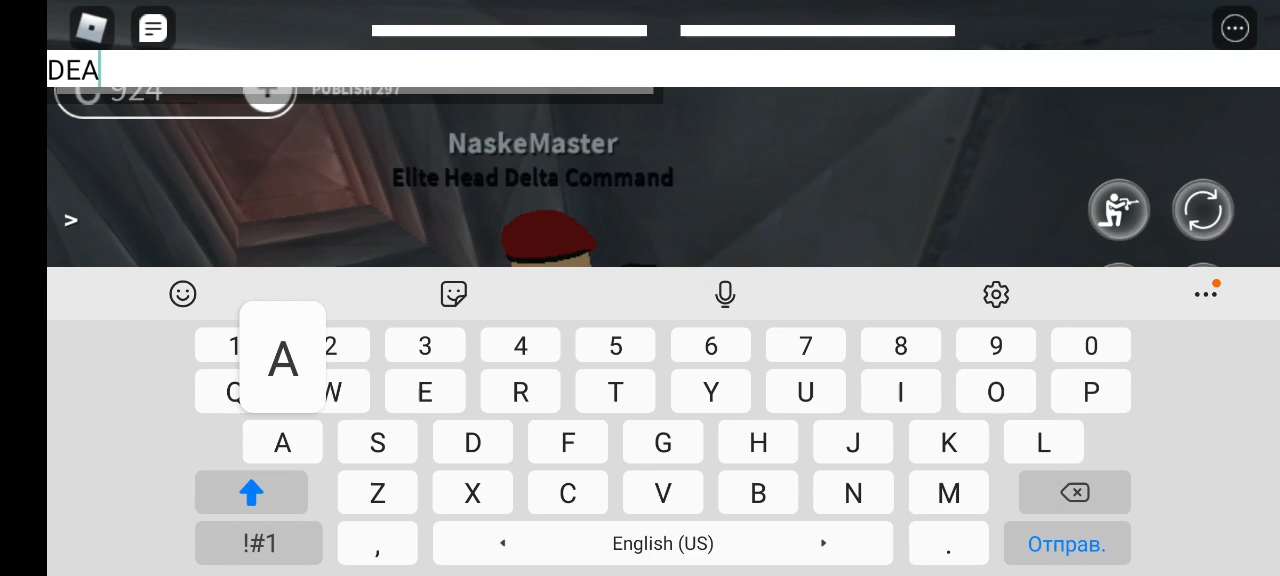 DEA
924
PUBLISH 297
NaskeMaster
Elite Head Delta Command
>
A
1 2 3 4 5 6 7 8 9 0
Q W E R T Y U I O P
A S D F G H J K L
Z X C V B N M
!#1 , English (US) . Отправ.